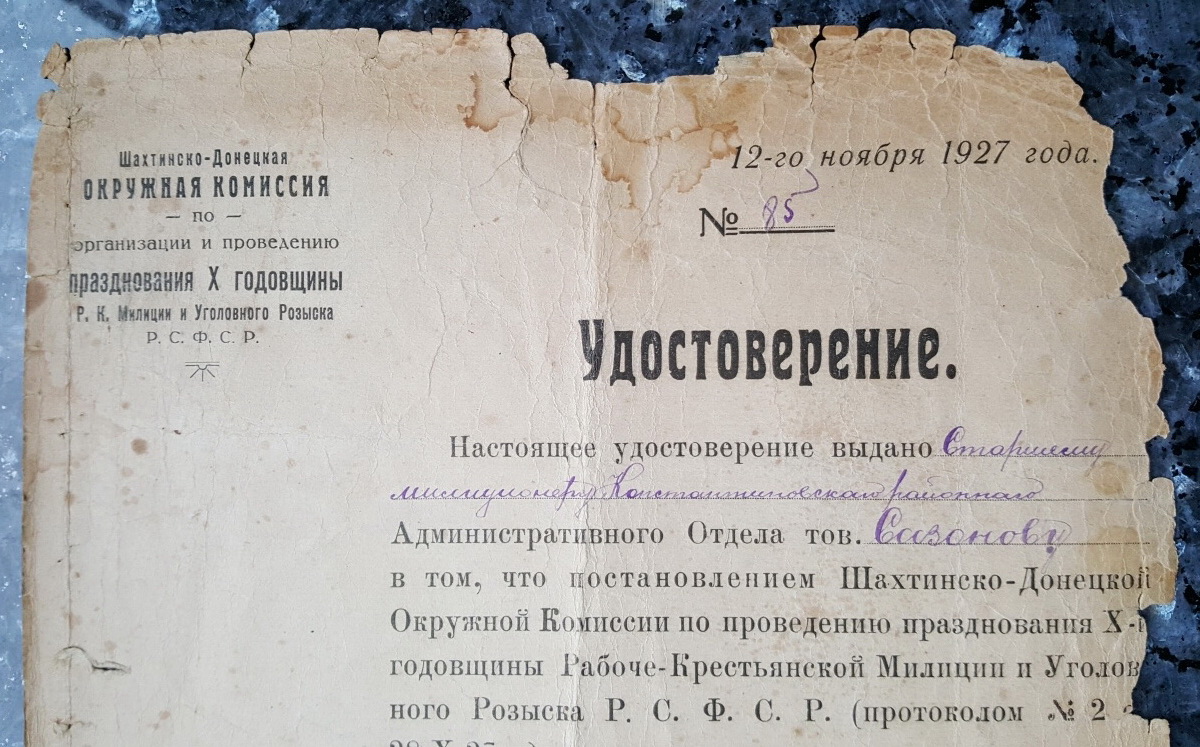 Шахтинско-Донецкая
ОКРУЖНАЯ КОМИССИЯ
— по —
организации и проведению
празднования X годовщины
Р. К. Милиции и Уголовного Розыска
Р. С. Ф. С. Р.
12-го ноября 1927 года.
№ 85
Удостоверение.
Настоящее удостоверение выдано Старшему
милиционеру Константиновскаго районнаго
Административного Отдела тов. Сазонову
в том, что постановлением Шахтинско-Донецкой
Окружной Комиссии по проведению празднования X-й
годовщины Рабоче-Крестьянской Милиции и Уголов-
ного Розыска Р. С. Ф. С. Р. (протоколом № 2